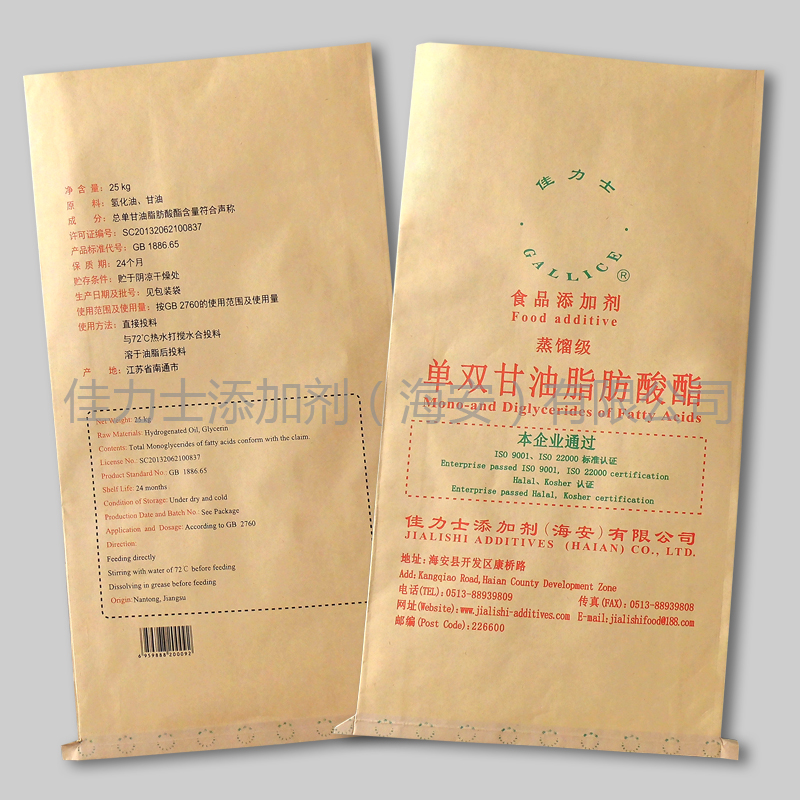 净 含 量：25 kg
原　　料：氢化油、甘油
成　　分：总单甘油脂肪酸酯含量符合声称
许可证编号：SC20132062100837
产品标准代号：GB 1886.65
保 质 期：24个月
贮存条件：贮于阴凉干燥处
生产日期及批号：见包装袋
使用范围及使用量：按GB 2760的使用范围及使用量
使用方法：直接投料
与72℃热水打搅水合投料
溶于油脂后投料
产　　地：江苏省南通市
Net Weight: 25 kg
Raw Materials: Hydrogenated Oil, Glycerin
Contents: Total Monoglycerides of fatty acids conform with the claim.
License No.: SC20132062100837
Product Standard No.: GB 1886.65
Shelf Life: 24 months
Condition of Storage: Under dry and cold
Production Date and Batch No.: See Package
Application and Dosage: According to GB 2760
Direction:
Feeding directly
Stirring with water of 72℃ before feeding
Dissolving in grease before feeding
Origin: Nantong, Jiangsu
6 959888 200092
佳力士
GALLICE®
食品添加剂
Food additive
蒸馏级
单双甘油脂肪酸酯
Mono-and Diglycerides of Fatty Acids
本企业通过
ISO 9001、ISO 22000 标准认证
Enterprise passed ISO 9001, ISO 22000 certification
Halal、Kosher 认证
Enterprise passed Halal, Kosher certification
佳力士添加剂(海安)有限公司
JIALISHI ADDITIVES (HAIAN) CO., LTD.
地址:海安县开发区康桥路
Add:Kangqiao Road,Haian County Development Zone
电话(TEL)：0513-88939809 传真(FAX)：0513-88939808
网址(Website):www.jialishi-additives.com E-mail:jialishifood@188.com
邮编(Post Code):226600
佳力士添加剂（海安）有限公司